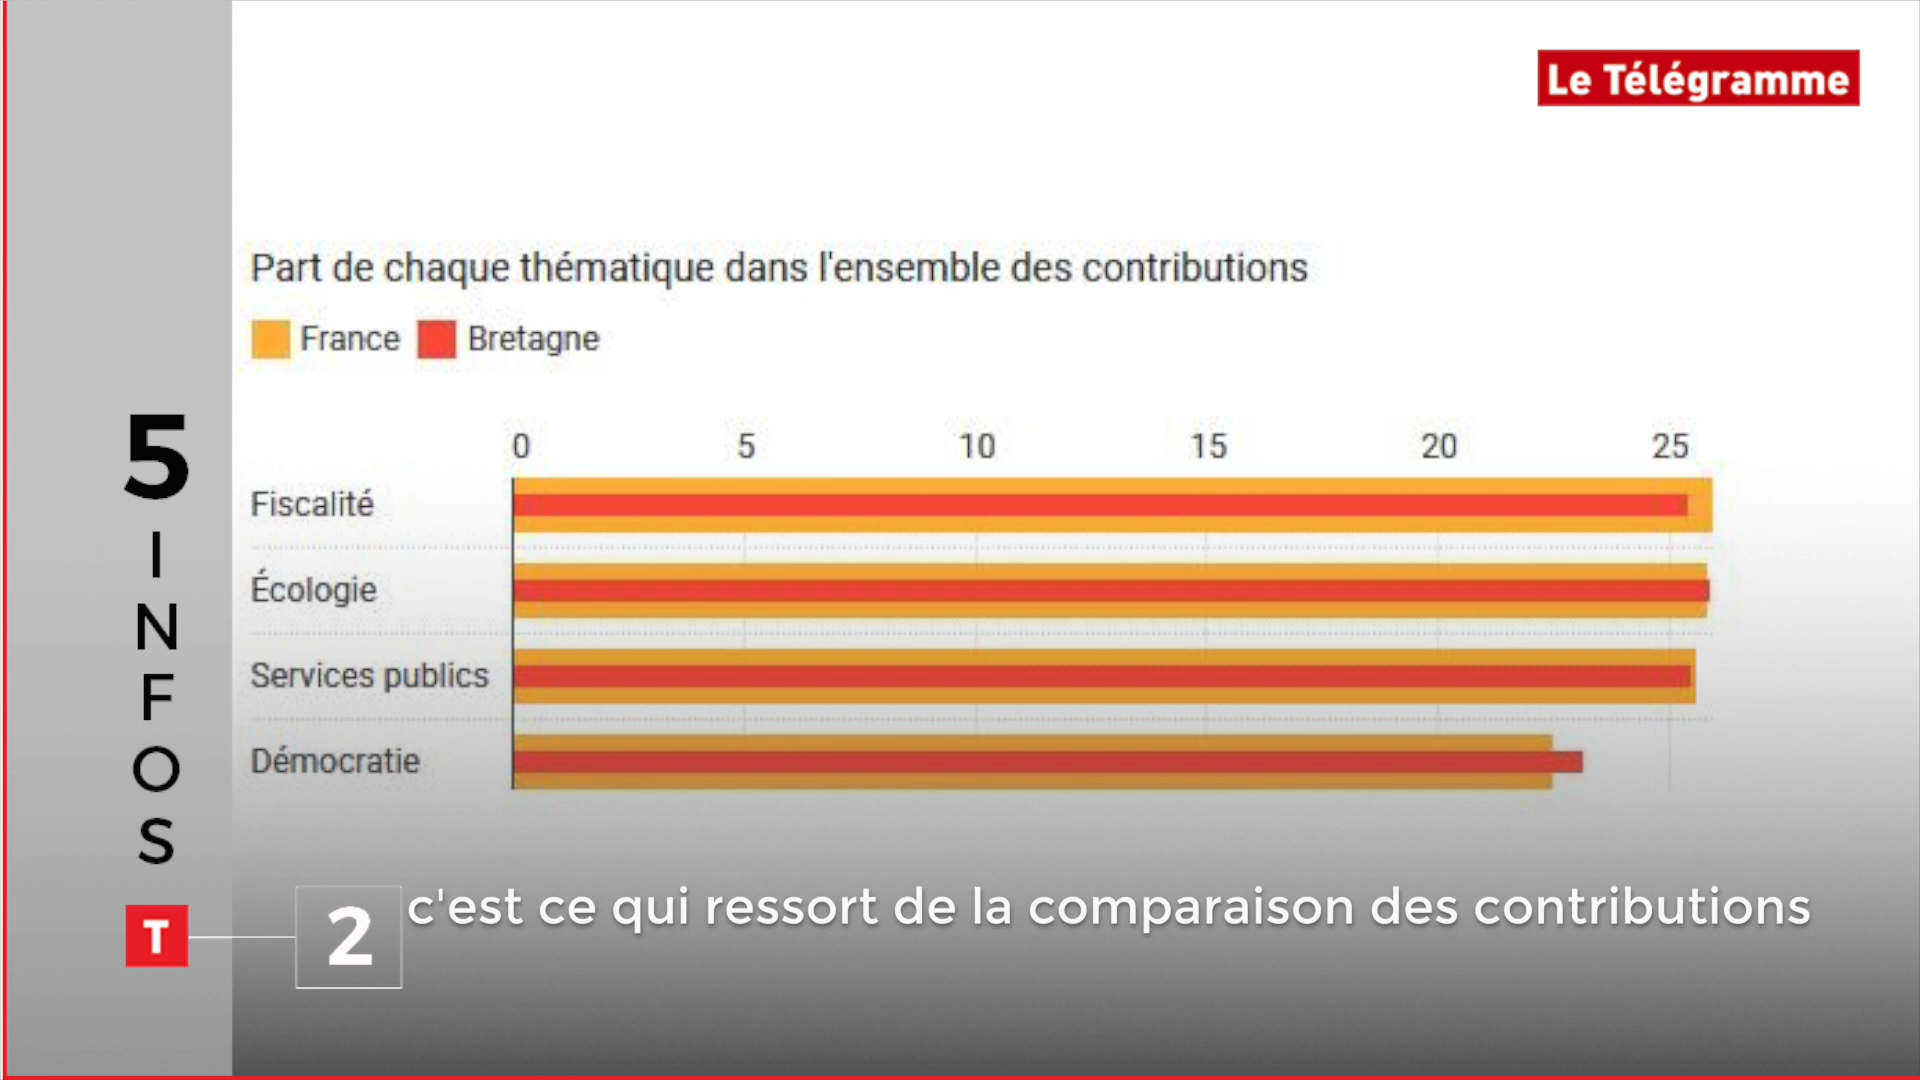 Le Télégramme
Part de chaque thématique dans l'ensemble des contributions
France Bretagne
0 5 10 15 20 25
Fiscalité
Écologie
Services publics
Démocratie
5
I
N
F
O
S
T
2
c'est ce qui ressort de la comparaison des contributions